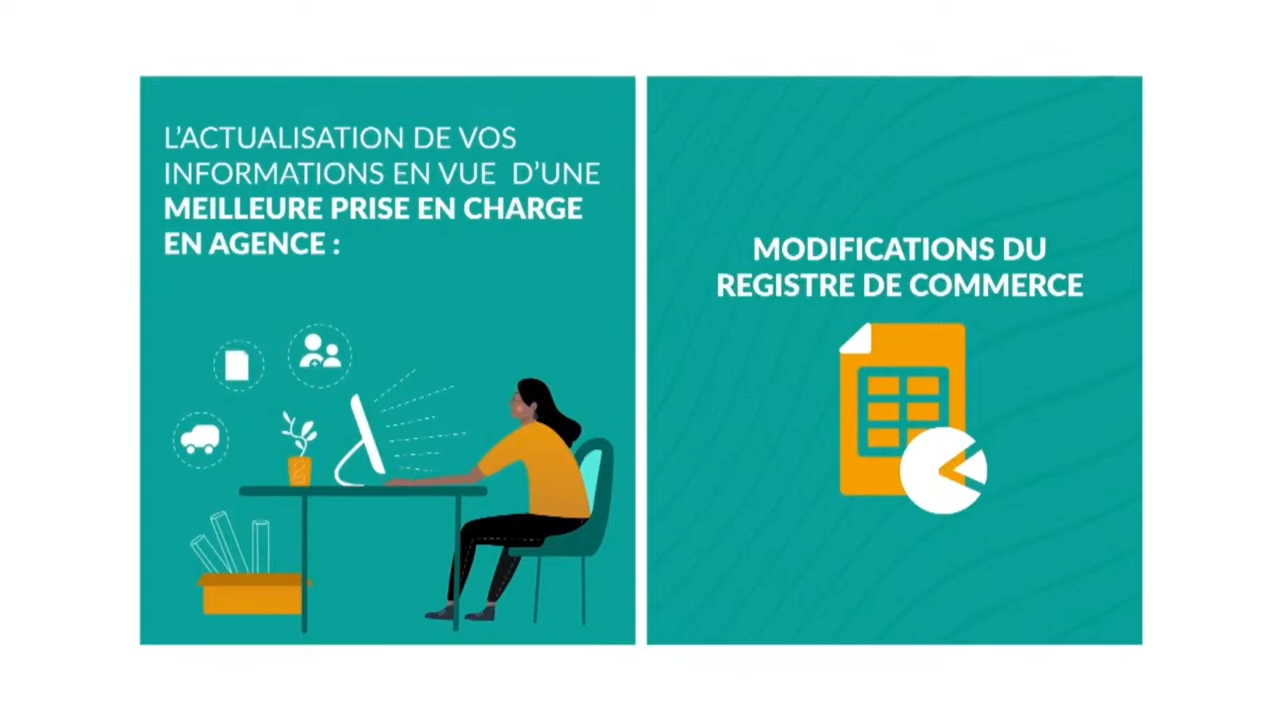 L’ACTUALISATION DE VOS
INFORMATIONS EN VUE D’UNE
MEILLEURE PRISE EN CHARGE
EN AGENCE :
MODIFICATIONS DU
REGISTRE DE COMMERCE